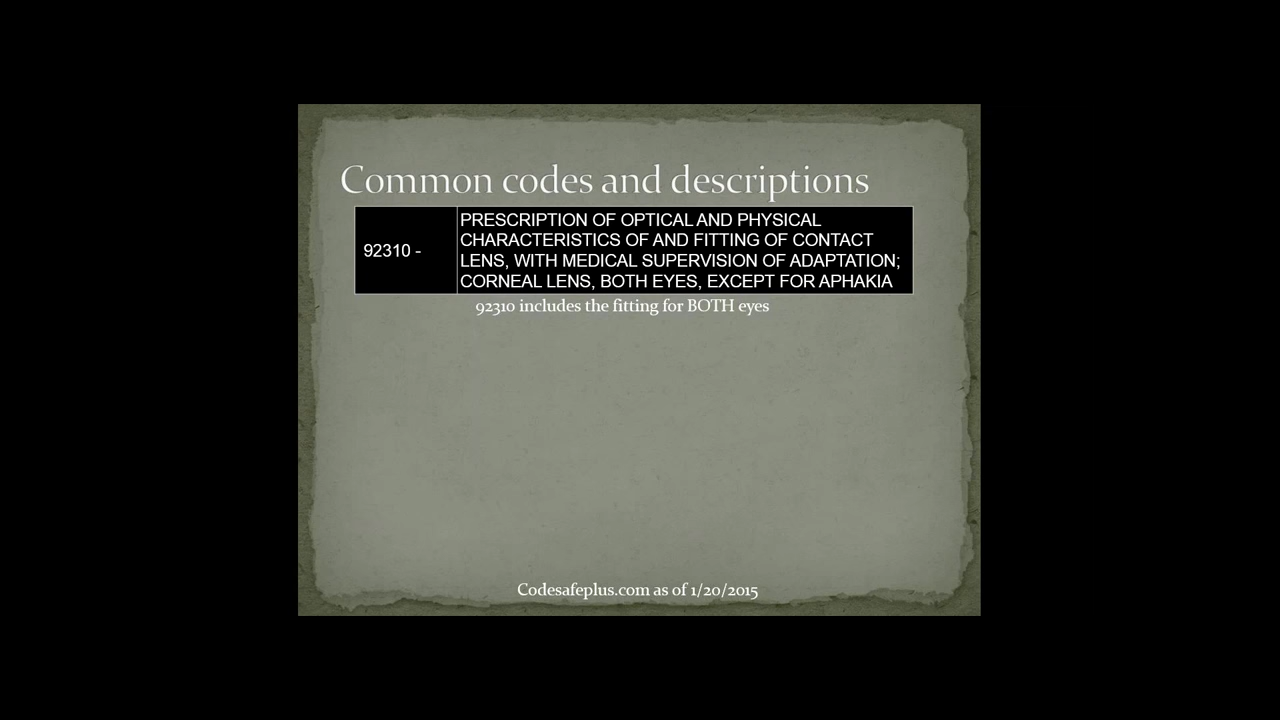 Common codes and descriptions
92310 -
PRESCRIPTION OF OPTICAL AND PHYSICAL
CHARACTERISTICS OF AND FITTING OF CONTACT
LENS, WITH MEDICAL SUPERVISION OF ADAPTATION;
CORNEAL LENS, BOTH EYES, EXCEPT FOR APHAKIA
92310 includes the fitting for BOTH eyes
Codesafeplus.com as of 1/20/2015